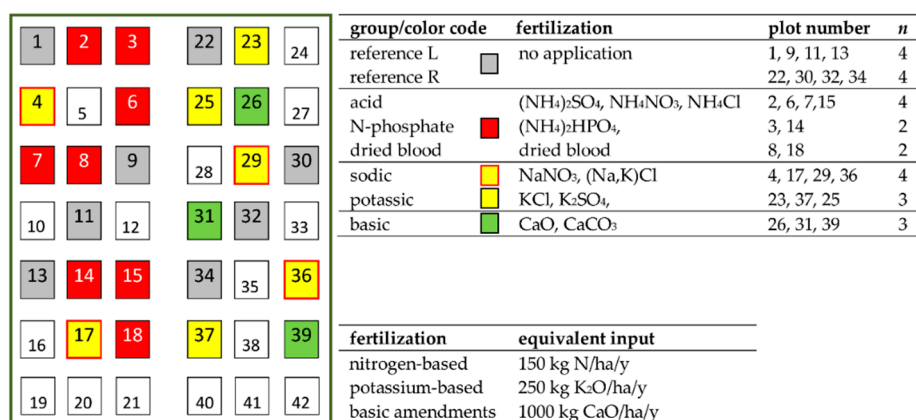 1 2 3 22 23 24
4 5 6 25 26 27
7 8 9 28 29 30
10 11 12 31 32 33
13 14 15 34 35 36
16 17 18 37 38 39
19 20 21 40 41 42
group/color code fertilization plot number n
reference L no application 1, 9, 11, 13 4
reference R 22, 30, 32, 34 4
acid (NH₄)₂SO₄, NH₄NO₃, NH₄Cl 2, 6, 7,15 4
N-phosphate (NH₄)₂HPO₄, 3, 14 2
dried blood dried blood 8, 18 2
sodic NaNO₃, (Na,K)Cl 4, 17, 29, 36 4
potassic KCl, K₂SO₄, 23, 37, 25 3
basic CaO, CaCO₃ 26, 31, 39 3
fertilization equivalent input
nitrogen-based 150 kg N/ha/y
potassium-based 250 kg K₂O/ha/y
basic amendments 1000 kg CaO/ha/y